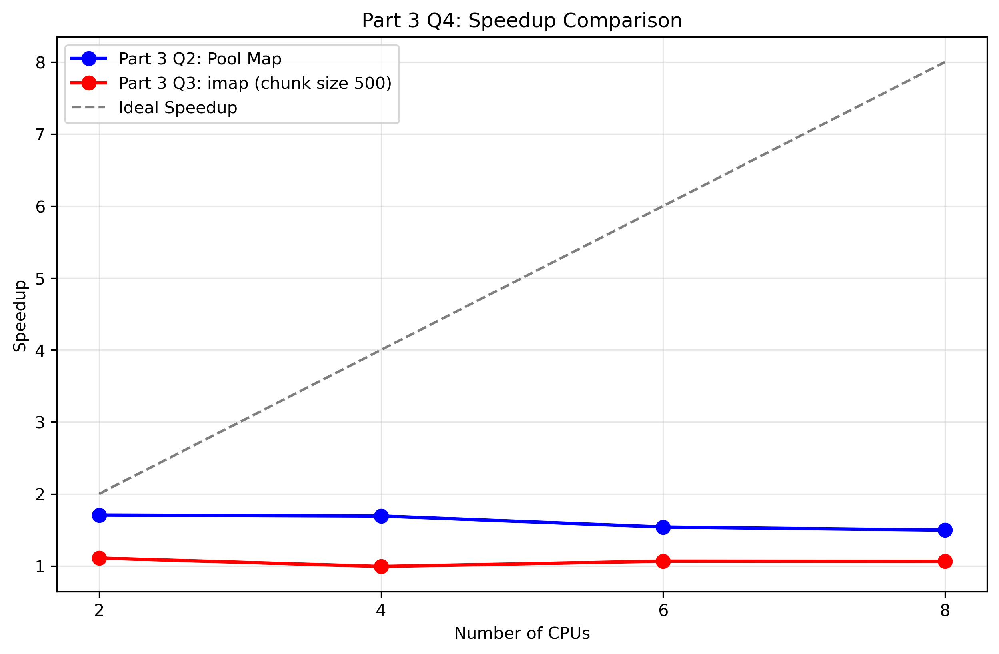 Part 3 Q4: Speedup Comparison
Part 3 Q2: Pool Map
Part 3 Q3: imap (chunk size 500)
Ideal Speedup
8
7
6
5
4
3
2
1
Speedup
2 4 6 8
Number of CPUs